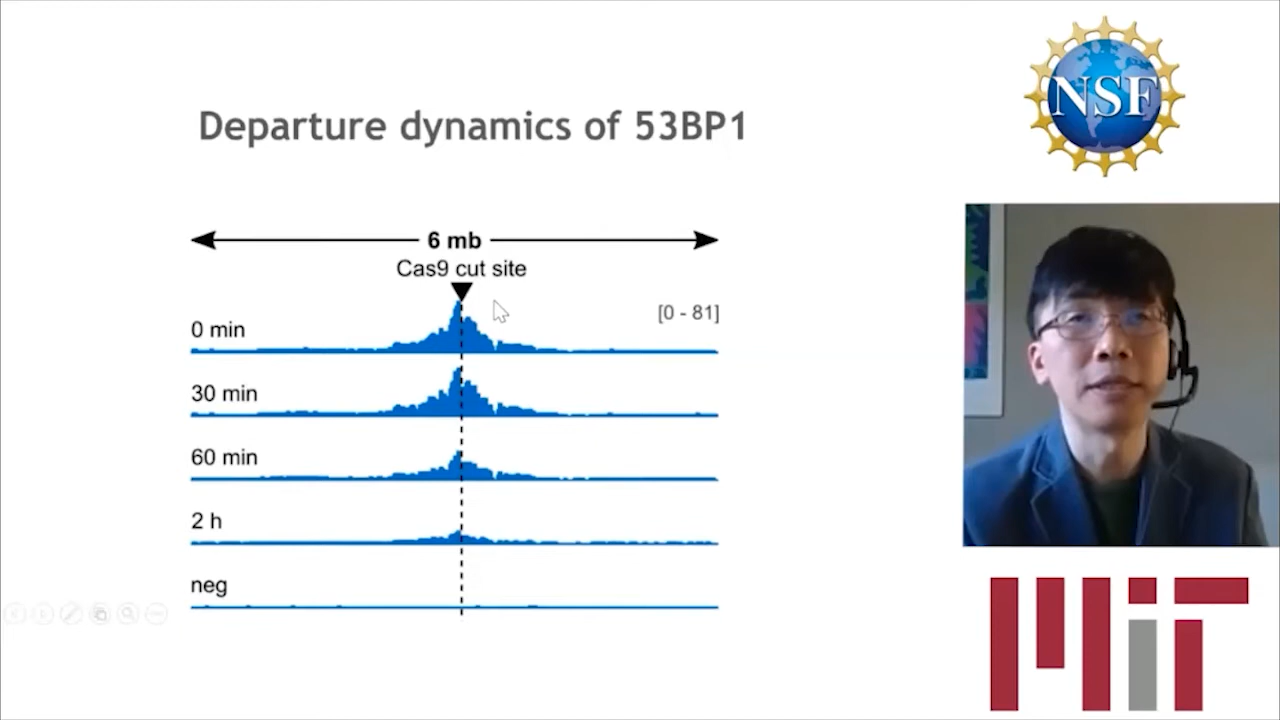 NSF
Departure dynamics of 53BP1
6 mb
Cas9 cut site
[0 - 81]
0 min
30 min
60 min
2 h
neg
MIT